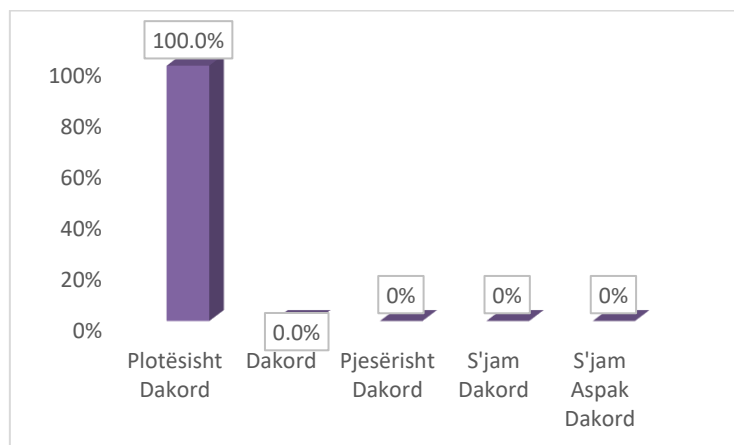 100.0%
100%
80%
60%
40%
20%
0%
0.0%
0%
0%
0%
Plotësisht
Dakord
Dakord
Pjesërisht
Dakord
S'jam
Dakord
S'jam
Aspak
Dakord